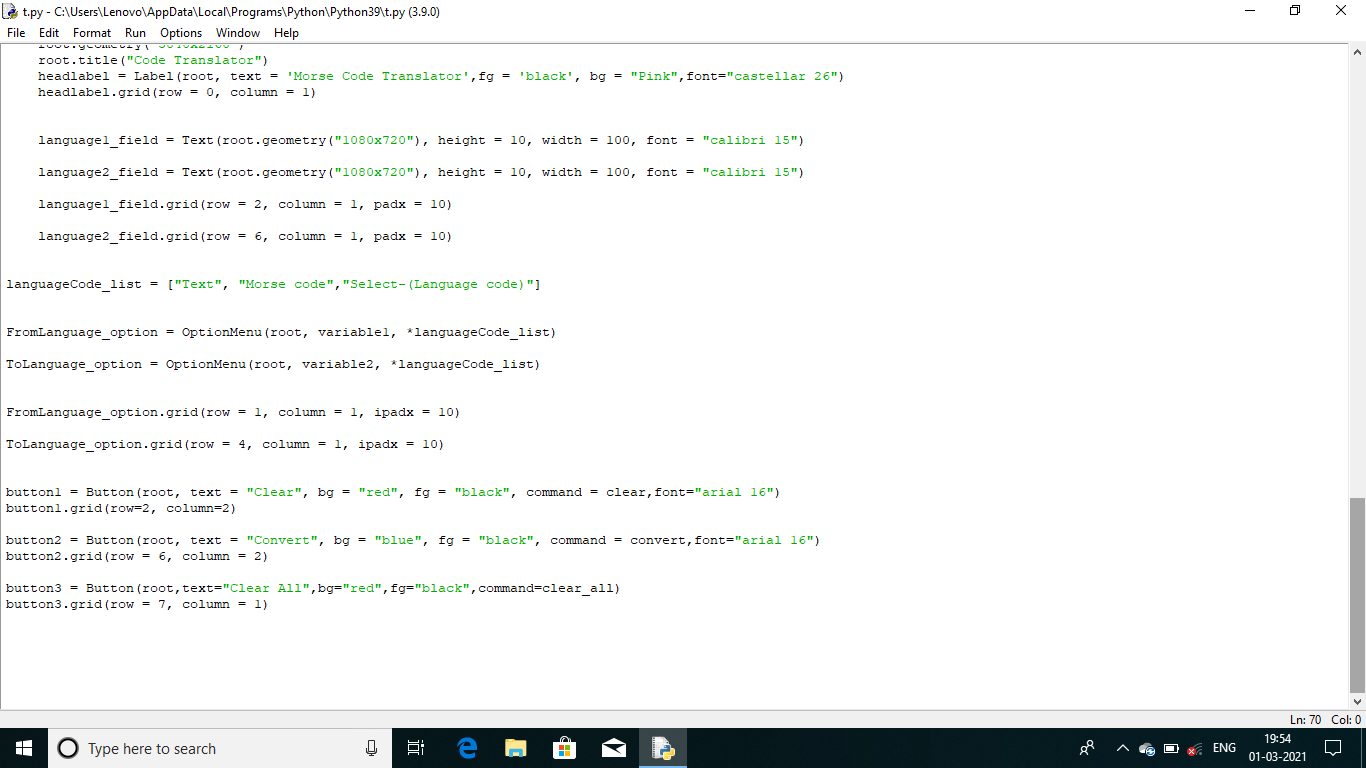 t.py - C:\Users\Lenovo\AppData\Local\Programs\Python\Python39\t.py (3.9.0)
File Edit Format Run Options Window Help
root.geometry("3840x2160")
root.title("Code Translator")
headlabel = Label(root, text = 'Morse Code Translator',fg = 'black', bg = "Pink",font="castellar 26")
headlabel.grid(row = 0, column = 1)
language1_field = Text(root.geometry("1080x720"), height = 10, width = 100, font = "calibri 15")
language2_field = Text(root.geometry("1080x720"), height = 10, width = 100, font = "calibri 15")
language1_field.grid(row = 2, column = 1, padx = 10)
language2_field.grid(row = 6, column = 1, padx = 10)
languageCode_list = ["Text", "Morse code","Select-(Language code)"]
FromLanguage_option = OptionMenu(root, variable1, *languageCode_list)
ToLanguage_option = OptionMenu(root, variable2, *languageCode_list)
FromLanguage_option.grid(row = 1, column = 1, ipadx = 10)
ToLanguage_option.grid(row = 4, column = 1, ipadx = 10)
button1 = Button(root, text = "Clear", bg = "red", fg = "black", command = clear,font="arial 16")
button1.grid(row=2, column=2)
button2 = Button(root, text = "Convert", bg = "blue", fg = "black", command = convert,font="arial 16")
button2.grid(row = 6, column = 2)
button3 = Button(root,text="Clear All",bg="red",fg="black",command=clear_all)
button3.grid(row = 7, column = 1)
Ln: 70 Col: 0
Type here to search
ENG
19:54
01-03-2021